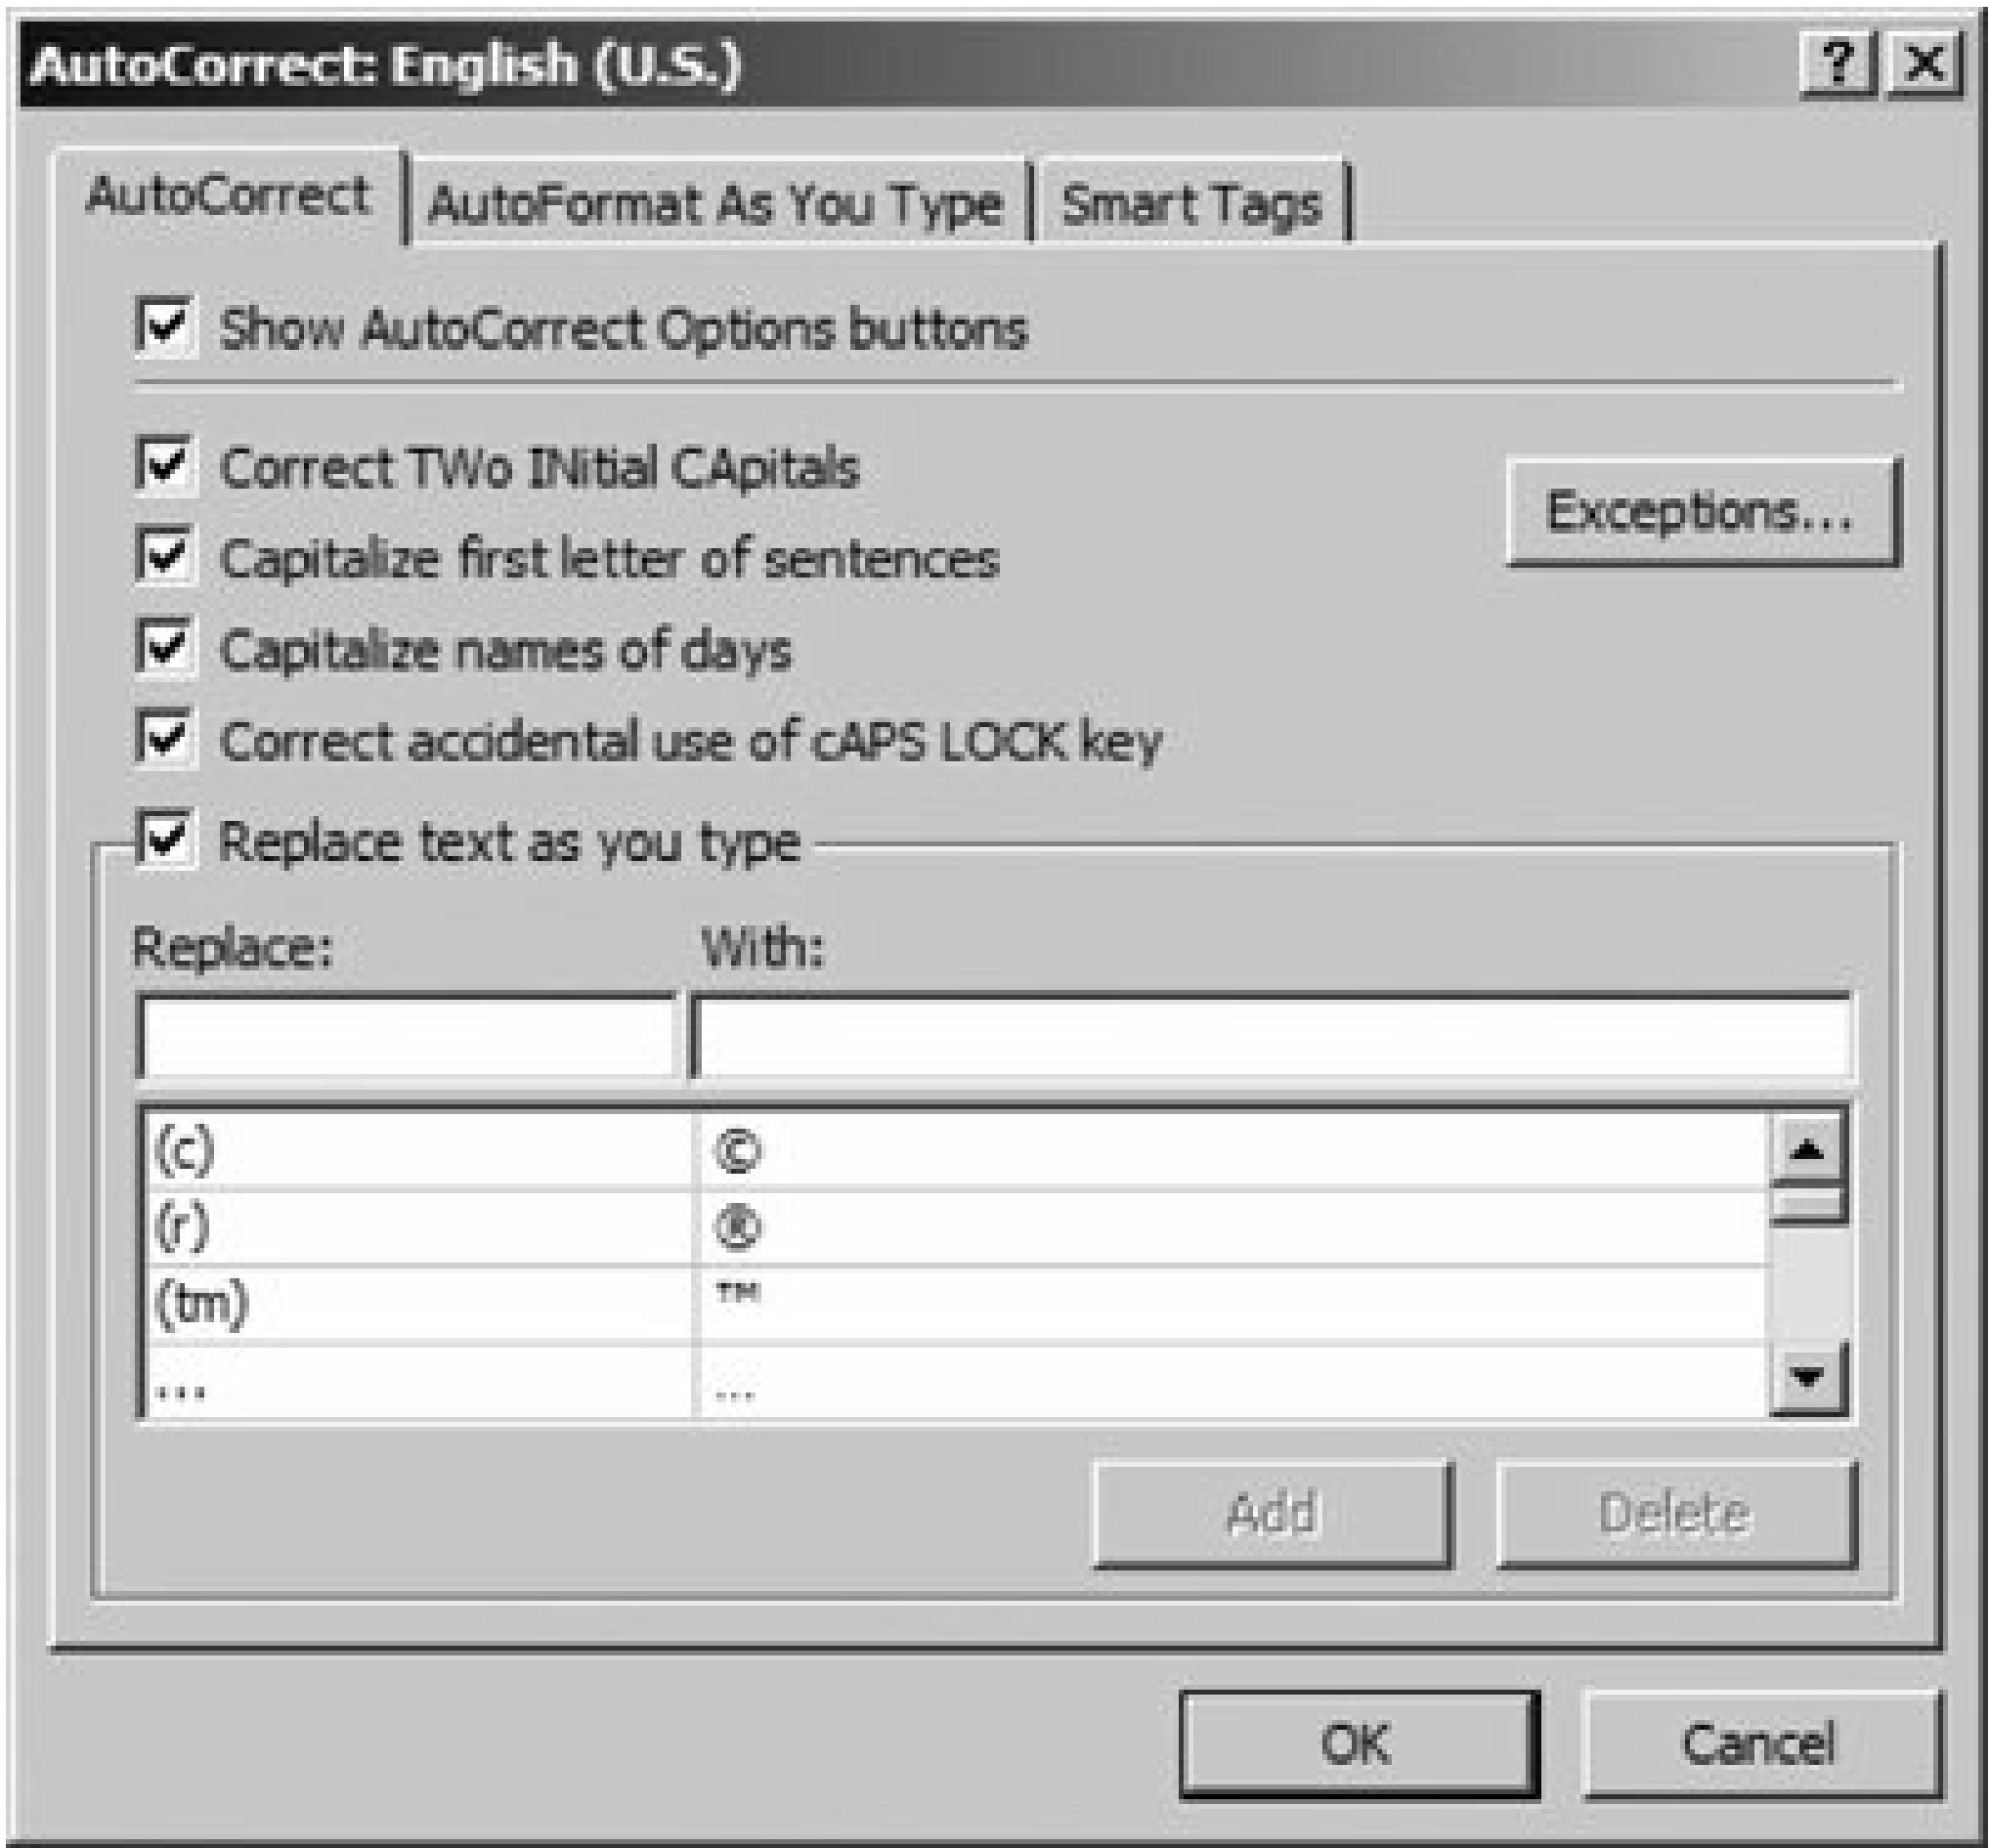 AutoCorrect: English (U.S.)
AutoCorrect AutoFormat As You Type Smart Tags
Show AutoCorrect Options buttons
Correct TWo INitial CApitals
Exceptions...
Capitalize first letter of sentences
Capitalize names of days
Correct accidental use of cAPS LOCK key
Replace text as you type
Replace: With:
(c) ©
(r) ®
(tm) ™
... ...
Add Delete
OK Cancel